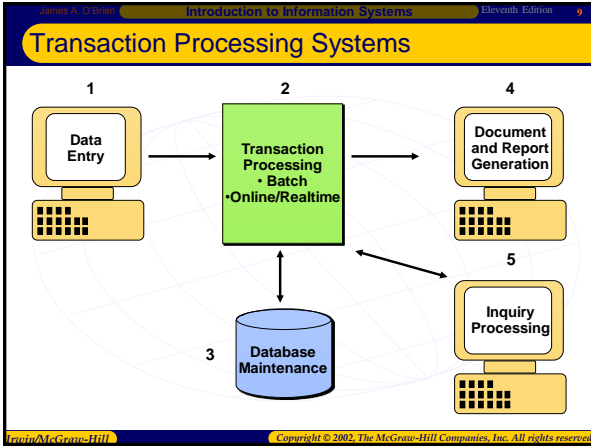 James A. O'Brien Introduction to Information Systems Eleventh Edition 9
Transaction Processing Systems
1
2
4
Data
Entry
Transaction
Processing
• Batch
•Online/Realtime
Document
and Report
Generation
5
3
Database
Maintenance
Inquiry
Processing
Irwin/McGraw-Hill Copyright © 2002, The McGraw-Hill Companies, Inc. All rights reserved